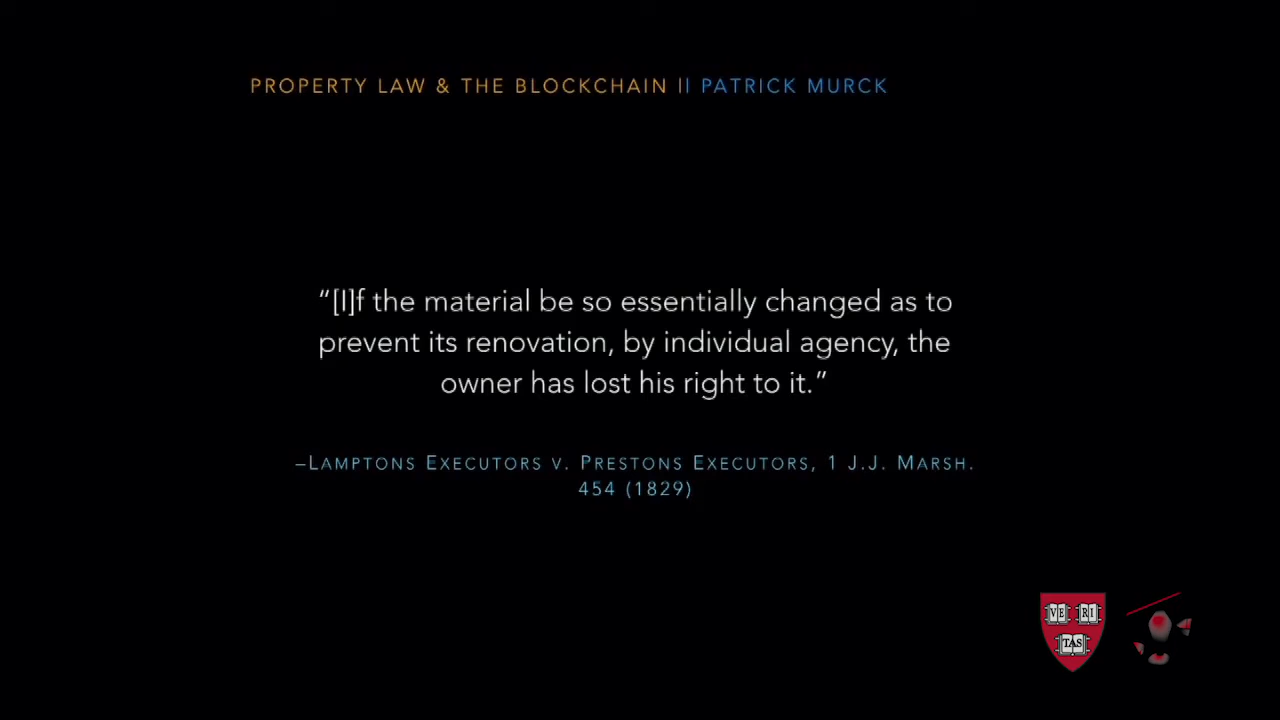 PROPERTY LAW & THE BLOCKCHAIN || PATRICK MURCK
“[I]f the material be so essentially changed as to
prevent its renovation, by individual agency, the
owner has lost his right to it.”
–LAMPTONS EXECUTORS V. PRESTONS EXECUTORS, 1 J.J. MARSH.
454 (1829)
VE RI
TAS